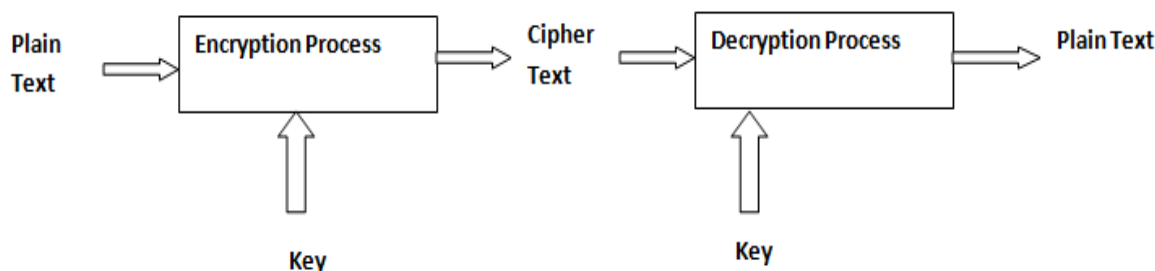 Plain
Text
Encryption Process
Key
Cipher
Text
Decryption Process
Key
Plain Text